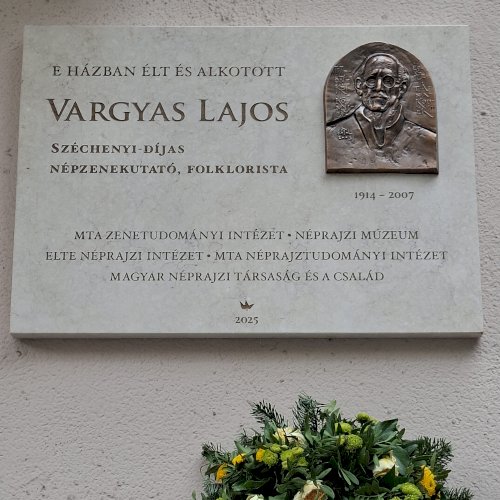 E HÁZBAN ÉLT ÉS ALKOTOTT
VARGYAS LAJOS
SZÉCHENYI-DÍJAS
NÉPZENEKUTATÓ, FOLKLORISTA
1914 – 2007
MTA ZENETUDOMÁNYI INTÉZET • NÉPRAJZI MÚZEUM
ELTE NÉPRAJZI INTÉZET • MTA NÉPRAJZTUDOMÁNYI INTÉZET
MAGYAR NÉPRAJZI TÁRSASÁG ÉS A CSALÁD
2025